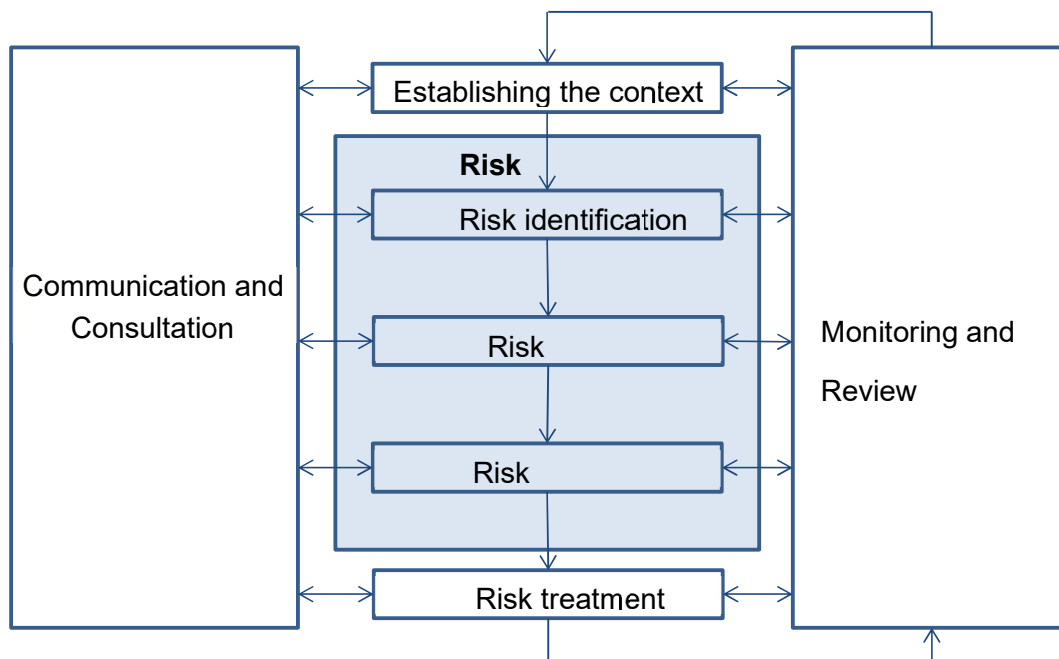 Establishing the context
Risk
Risk identification
Communication and
Consultation
Risk
Monitoring and
Review
Risk
Risk treatment